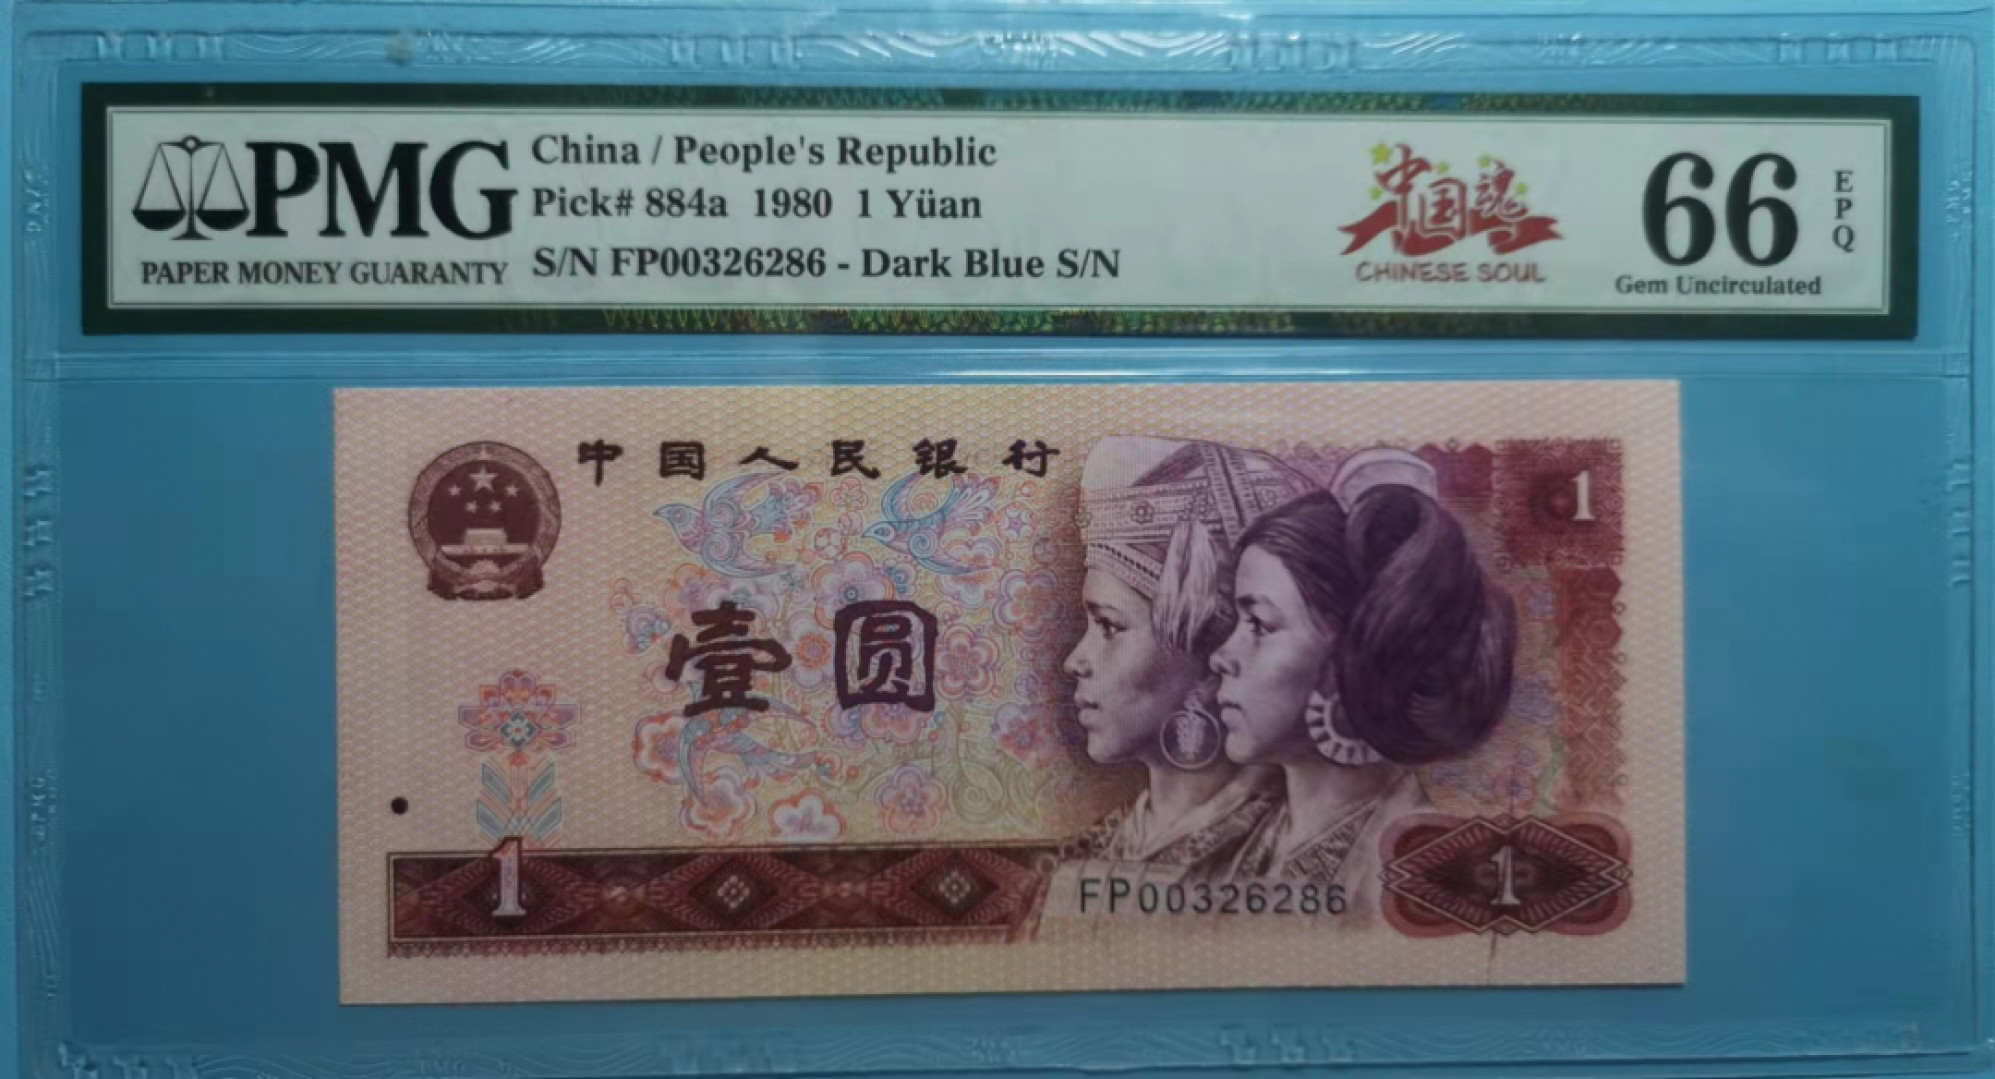 PMG
PAPER MONEY GUARANTY
China / People's Republic
Pick# 884a 1980 1 Yüan
S/N FP00326286 - Dark Blue S/N
中国魂
CHINESE SOUL
66
EPQ
Gem Uncirculated
中国人民银行
1
壹圆
1
FP00326286
1